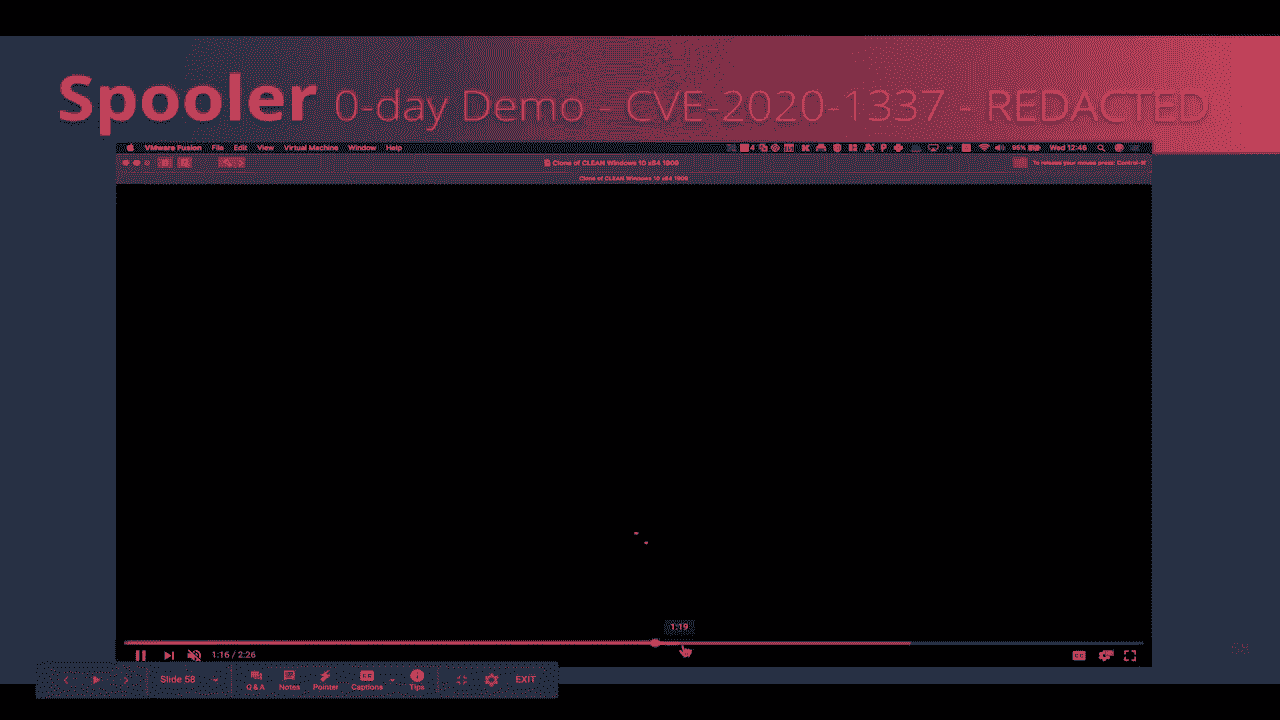 Spooler 0-day Demo - CVE-2020-1337 - REDACTED
VMware Fusion File Edit View Virtual Machine Window Help Wed 12:46
Clone of CLEAN Windows 10 x64 1909 To release your mouse press: Control-⌘
Clone of CLEAN Windows 10 x64 1909
1:19
1:16 / 2:26
58
Slide 58 Q & A Notes Pointer Captions Tips EXIT